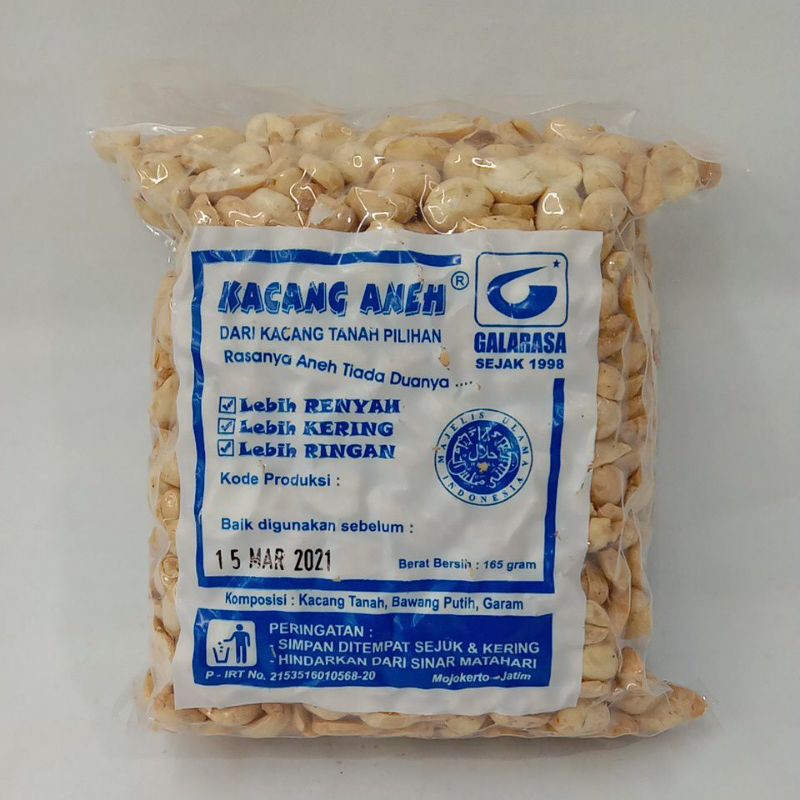 KACANG ANEH ®
DARI KACANG TANAH PILIHAN
Rasanya Aneh Tiada Duanya ....
GALARASA
SEJAK 1998
Lebih RENYAH
Lebih KERING
Lebih RINGAN
MAJELIS ULAMA
INDONESIA
حلال
Kode Produksi :
Baik digunakan sebelum :
15 MAR 2021
Berat Bersih : 165 gram
Komposisi : Kacang Tanah, Bawang Putih, Garam
PERINGATAN :
- SIMPAN DITEMPAT SEJUK & KERING
- HINDARKAN DARI SINAR MATAHARI
P - IRT No. 2153516010568-20
Mojokerto - Jatim